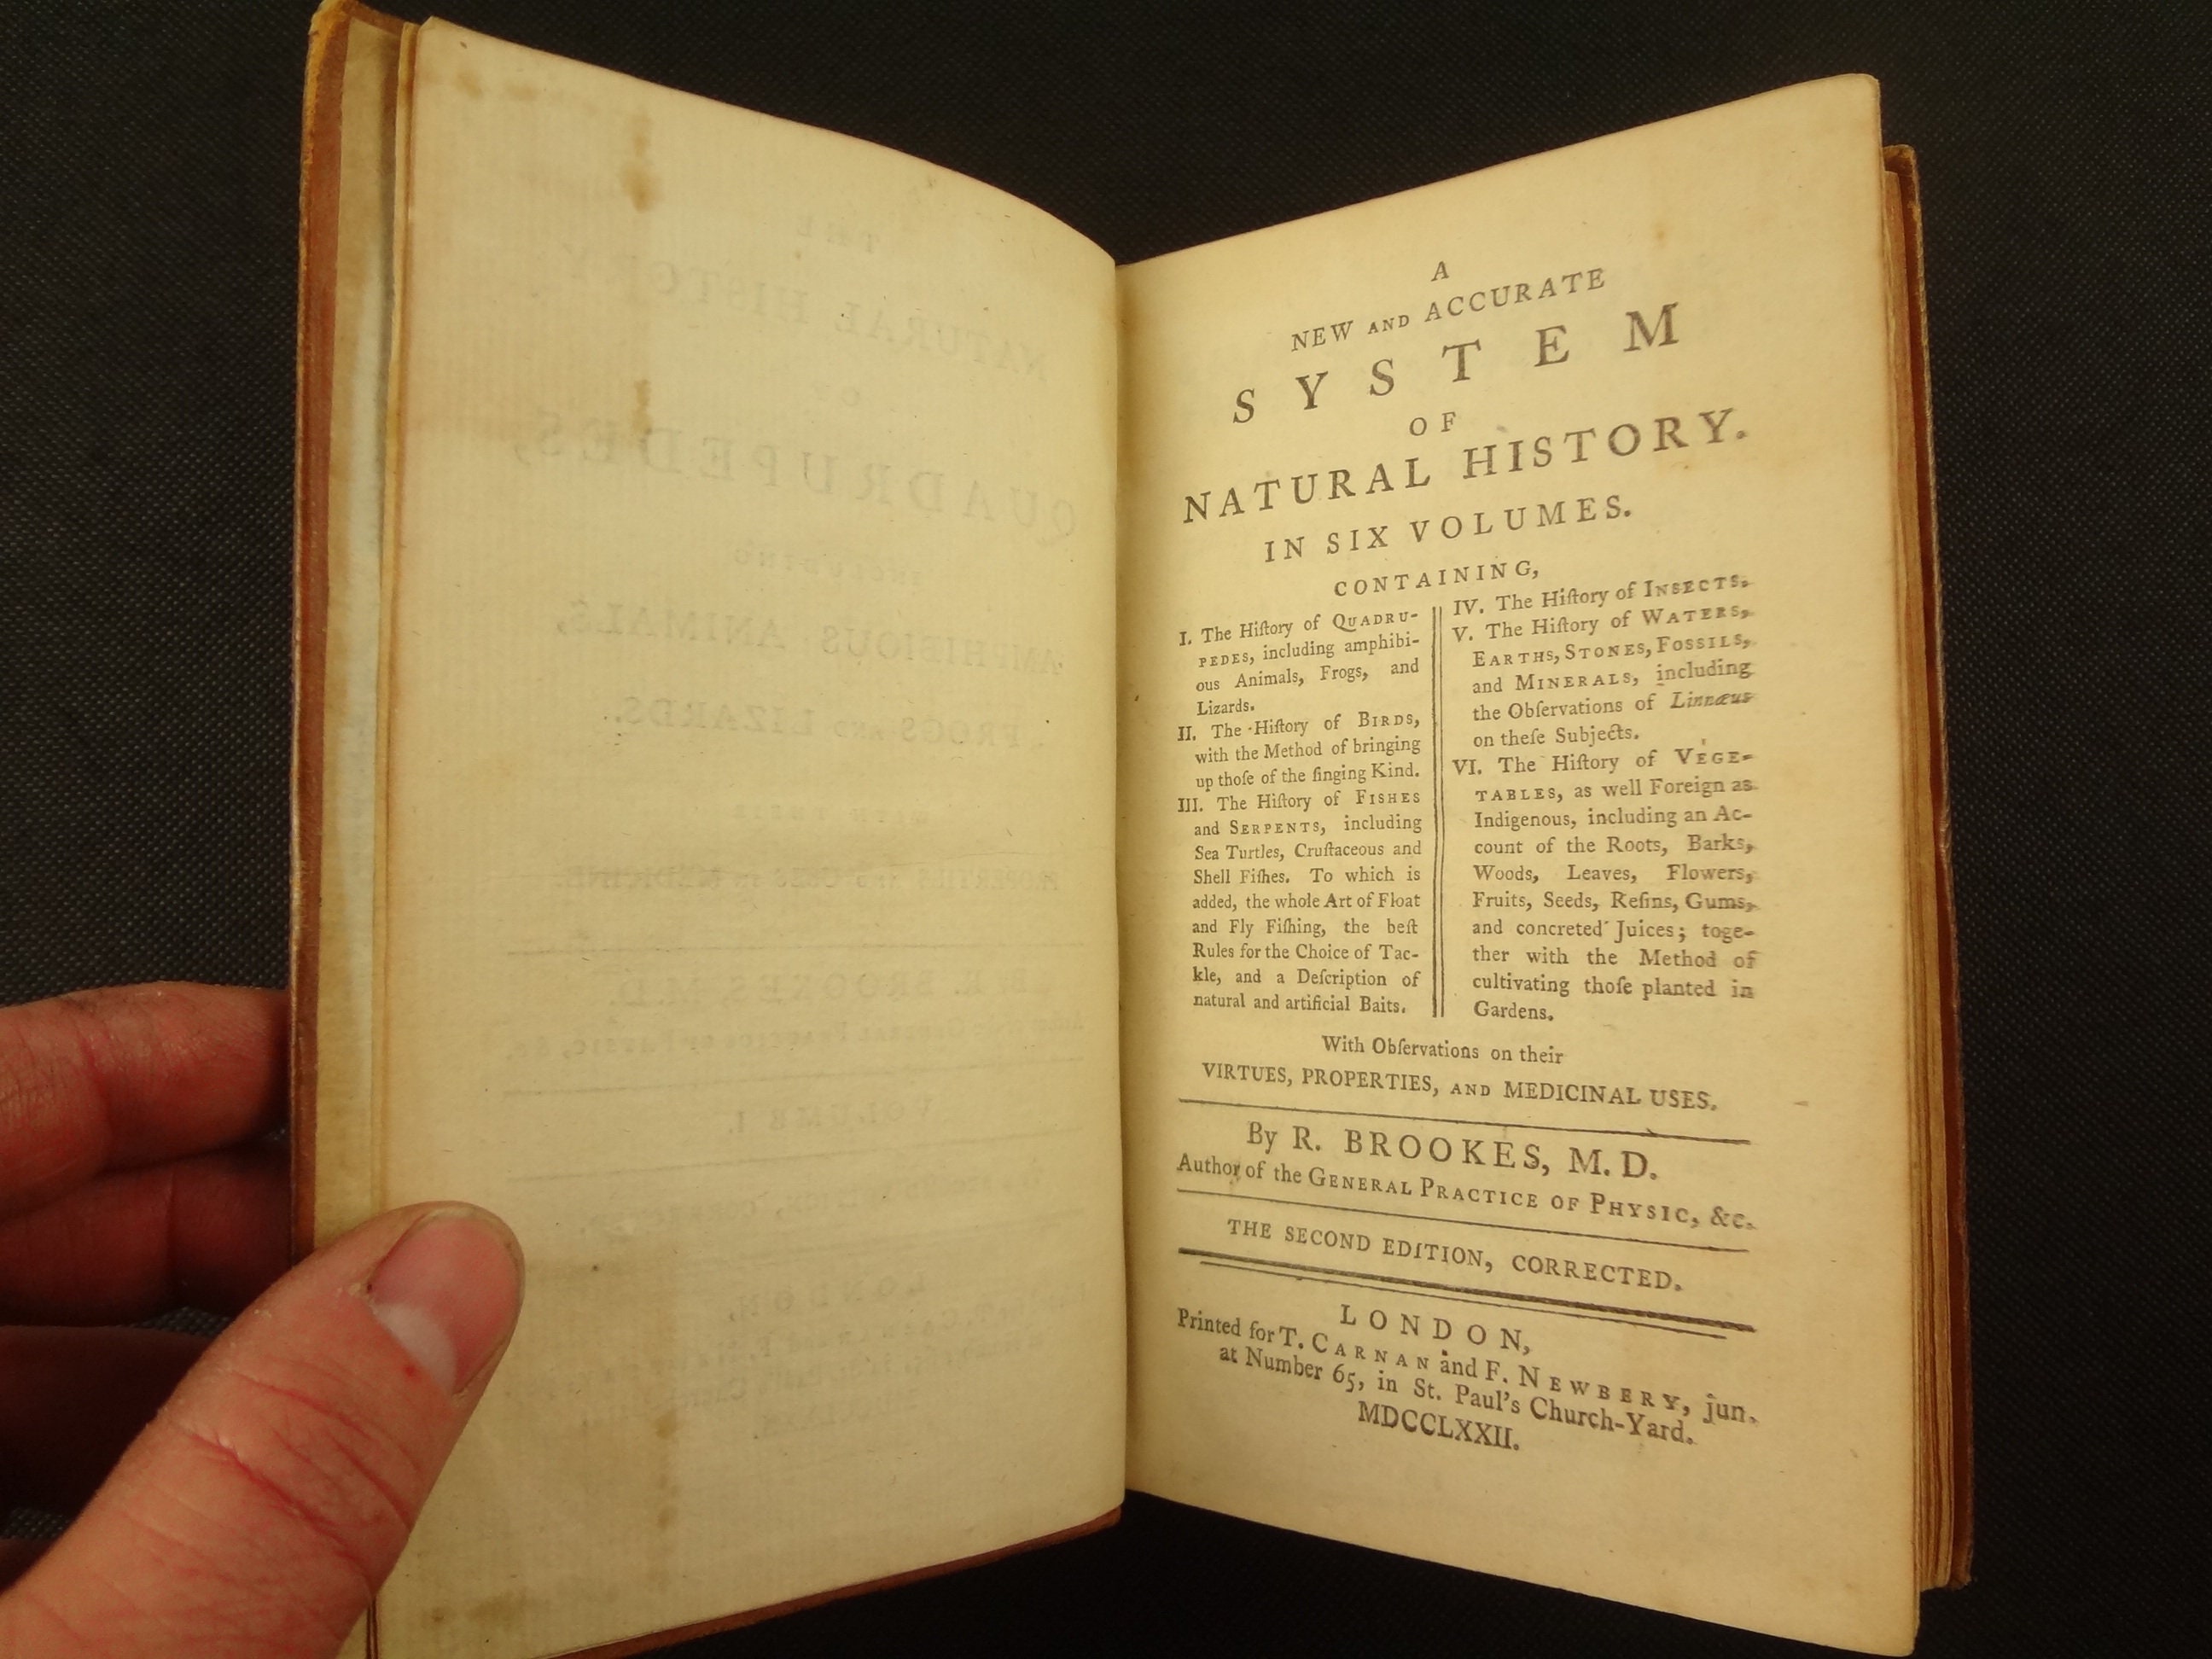 A
NEW AND ACCURATE
SYSTEM
OF
NATURAL HISTORY.
IN SIX VOLUMES.
CONTAINING,
I. The Hiſtory of QUADRU-
PEDES, including amphibi-
ous Animals, Frogs, and
Lizards.
II. The Hiſtory of BIRDS,
with the Method of bringing
up thoſe of the ſinging Kind.
III. The Hiſtory of FISHES
and SERPENTS, including
Sea Turtles, Cruſtaceous and
Shell Fiſhes. To which is
added, the whole Art of Float
and Fly Fiſhing, the beſt
Rules for the Choice of Tac-
kle, and a Deſcription of
natural and artificial Baits.
IV. The Hiſtory of INSECTS.
V. The Hiſtory of WATERS,
EARTHS, STONES, FOSSILS,
and MINERALS, including
the Obſervations of Linnæus
on theſe Subjects.
VI. The Hiſtory of VEGE-
TABLES, as well Foreign as
Indigenous, including an Ac-
count of the Roots, Barks,
Woods, Leaves, Flowers,
Fruits, Seeds, Reſins, Gums,
and concreted Juices; toge-
ther with the Method of
cultivating thoſe planted in
Gardens.
With Obſervations on their
VIRTUES, PROPERTIES, AND MEDICINAL USES.
By R. BROOKES, M. D.
Author of the GENERAL PRACTICE OF PHYSIC, &c.
THE SECOND EDITION, CORRECTED.
LONDON,
Printed for T. CARNAN and F. NEWBERY, jun.
at Number 65, in St. Paul's Church-Yard.
MDCCLXXII.